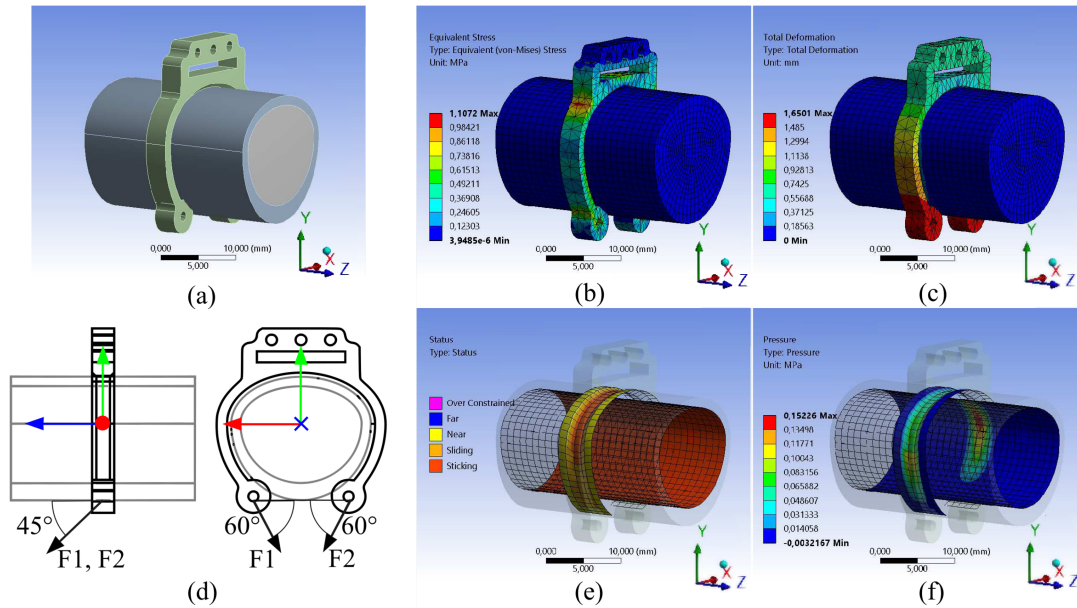 Y
X
Z
0,000
10,000 (mm)
5,000
(a)
Equivalent Stress
Type: Equivalent (von-Mises) Stress
Unit: MPa
1,1072 Max
0,98421
0,86118
0,73816
0,61513
0,49211
0,36908
0,24605
0,12303
3,9485e-6 Min
0,000
10,000 (mm)
5,000
Y
X
Z
(b)
Total Deformation
Type: Total Deformation
Unit: mm
1,6501 Max
1,485
1,2994
1,1138
0,92813
0,7425
0,55688
0,37125
0,18563
0 Min
0,000
10,000 (mm)
5,000
Y
X
Z
(c)
45°
F1, F2
60°
F1
60°
F2
(d)
Status
Type: Status
Over Constrained
Far
Near
Sliding
Sticking
0,000
10,000 (mm)
5,000
Y
X
Z
(e)
Pressure
Type: Pressure
Unit: MPa
0,15226 Max
0,13498
0,11771
0,10043
0,083156
0,065882
0,048607
0,031333
0,014058
-0,0032167 Min
0,000
10,000 (mm)
5,000
Y
X
Z
(f)